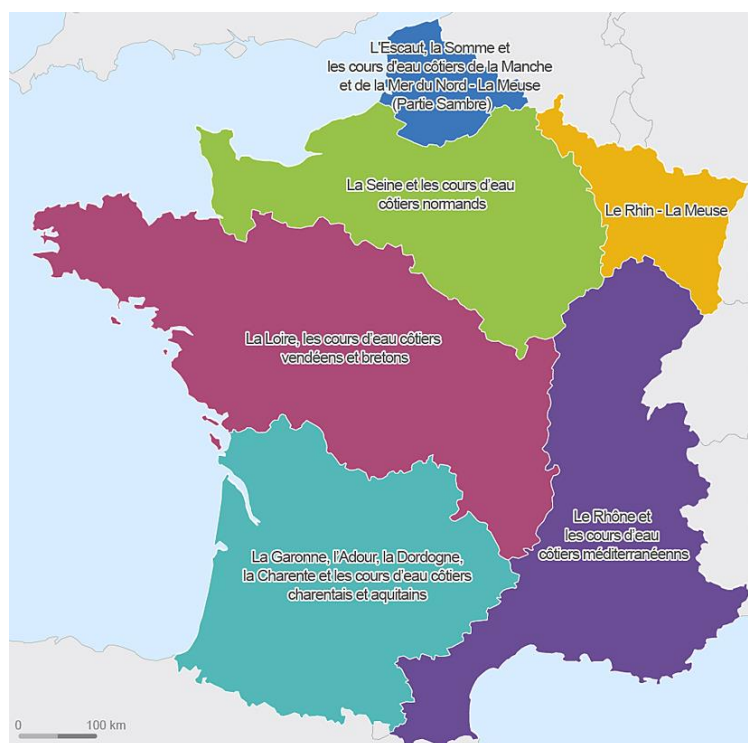 L'Escaut, la Somme et
les cours d'eau côtiers de la Manche
et de la Mer du Nord - La Meuse
(Partie Sambre)
La Seine et les cours d'eau
côtiers normands
Le Rhin - La Meuse
La Loire, les cours d'eau côtiers
vendéens et bretons
Le Rhône et
les cours d'eau
côtiers méditerranéenns
La Garonne, l'Adour, la Dordogne,
la Charente et les cours d'eau côtiers
charentais et aquitains
0 100 km